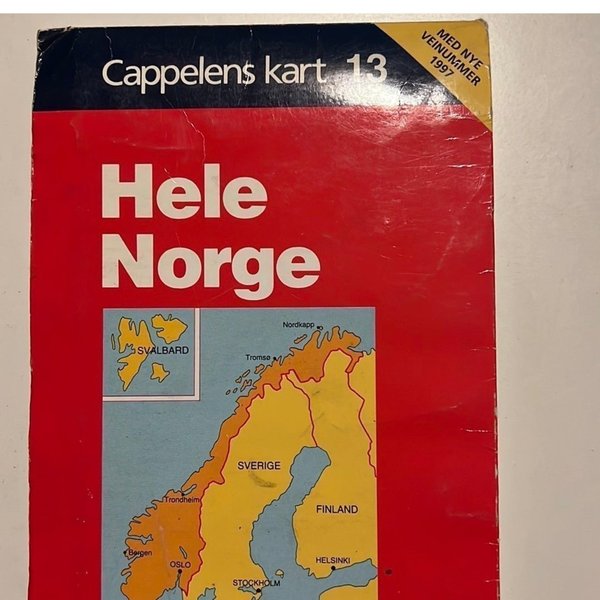 Cappelens kart 13
MED NYE
VEINUMMER
1997
Hele
Norge
Nordkapp
SVALBARD
Tromsø
SVERIGE
Trondheim
FINLAND
Bergen
OSLO
HELSINKI
STOCKHOLM